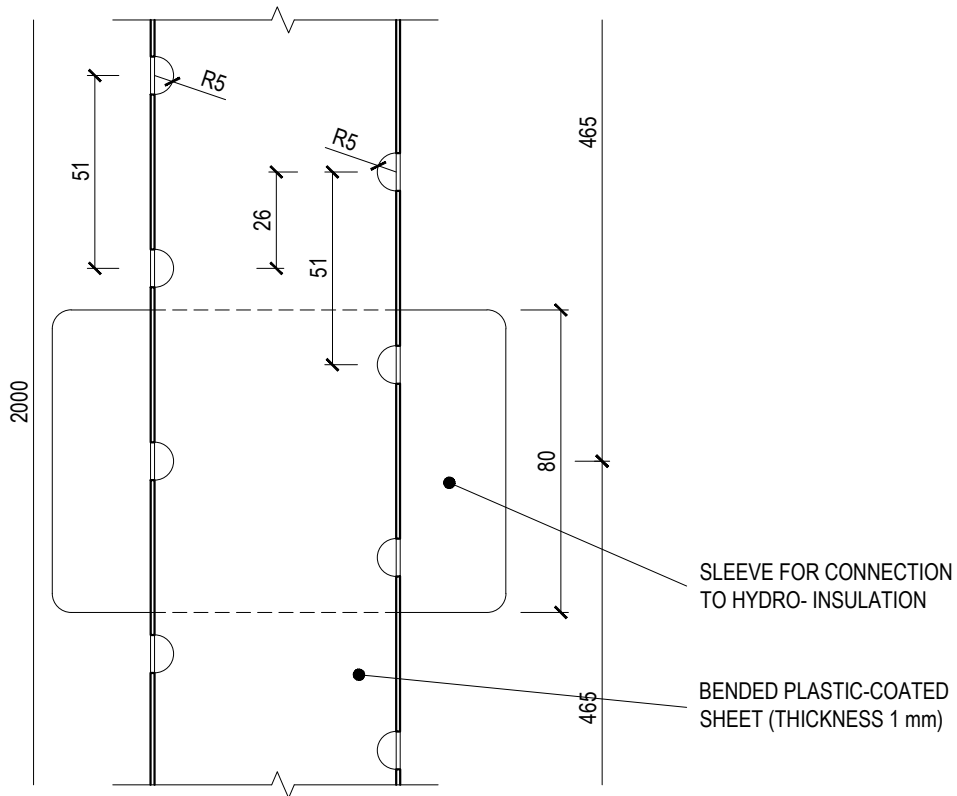 R5
465
R5
51
26
51
2000
80
SLEEVE FOR CONNECTION
TO HYDRO- INSULATION
BENDED PLASTIC-COATED
SHEET (THICKNESS 1 mm)
465